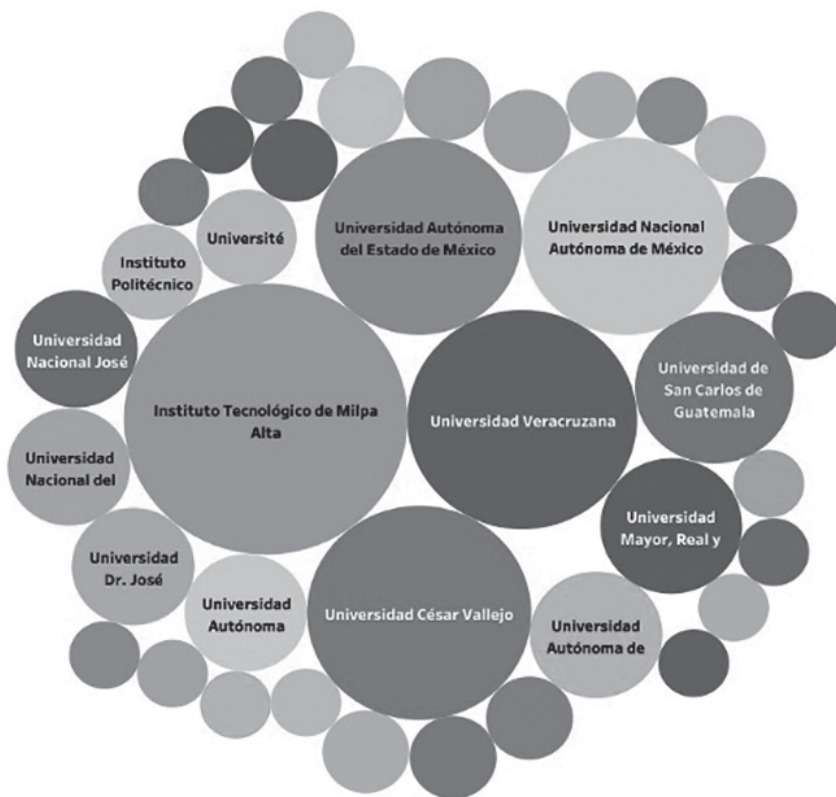 Universidad Autónoma
del Estado de México
Universidad Nacional
Autónoma de México
Université
Instituto
Politécnico
Universidad
Nacional José
Universidad de
San Carlos de
Guatemala
Instituto Tecnológico de Milpa
Alta
Universidad Veracruzana
Universidad
Nacional del
Universidad
Mayor, Real y
Universidad
Dr. José
Universidad
Autónoma
Universidad César Vallejo
Universidad
Autónoma de